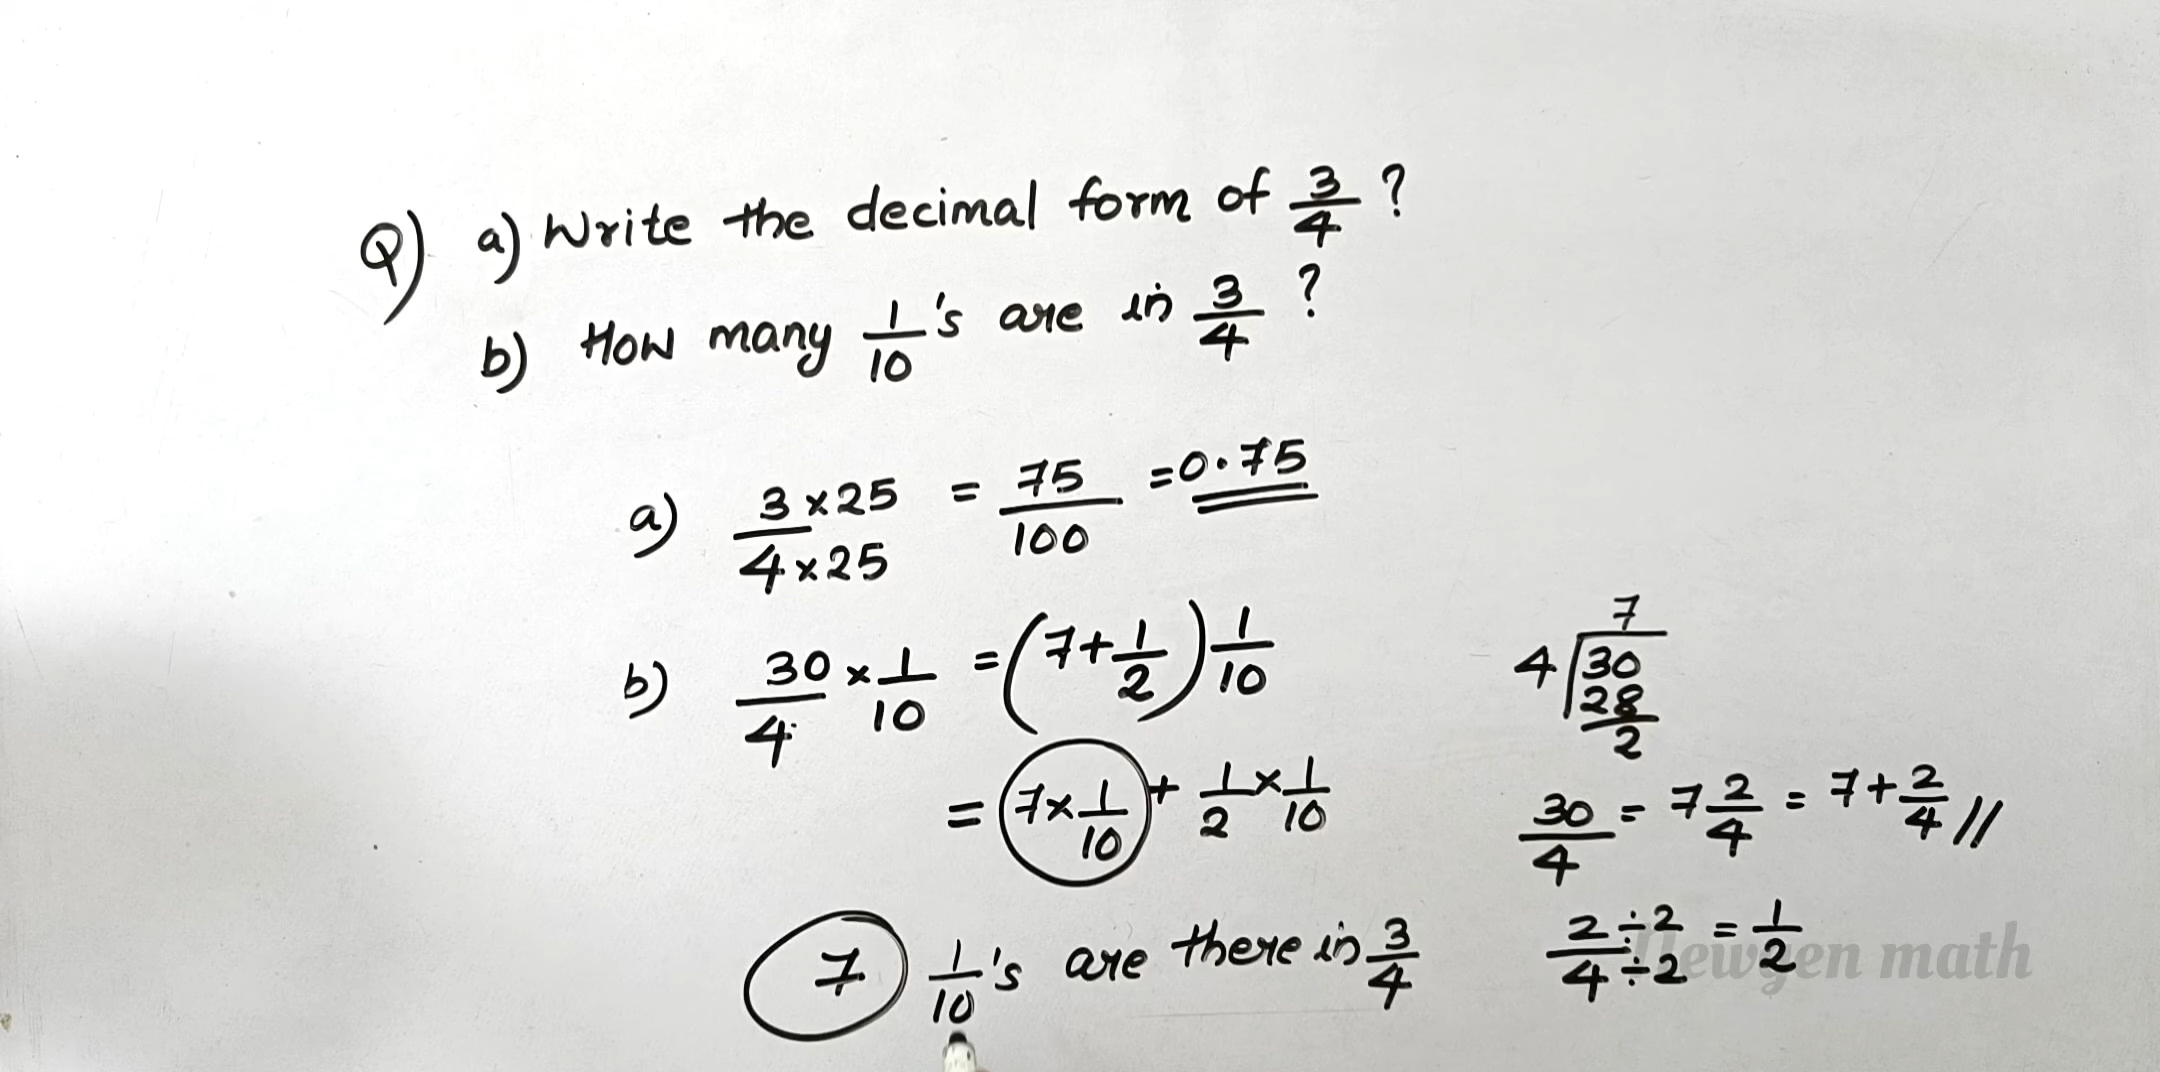 Q) a) Write the decimal form of 3/4 ?
b) How many 1/10's are in 3/4 ?
a) 3×25/4×25 = 75/100 = 0.75
b) 30/4 × 1/10 = (7+1/2) 1/10
= 7×1/10 + 1/2×1/10
7 1/10's are there in 3/4
7
4 30
28
2
30/4 = 7 2/4 = 7+2/4 //
2÷2/4÷2 = 1/2
Newgen math